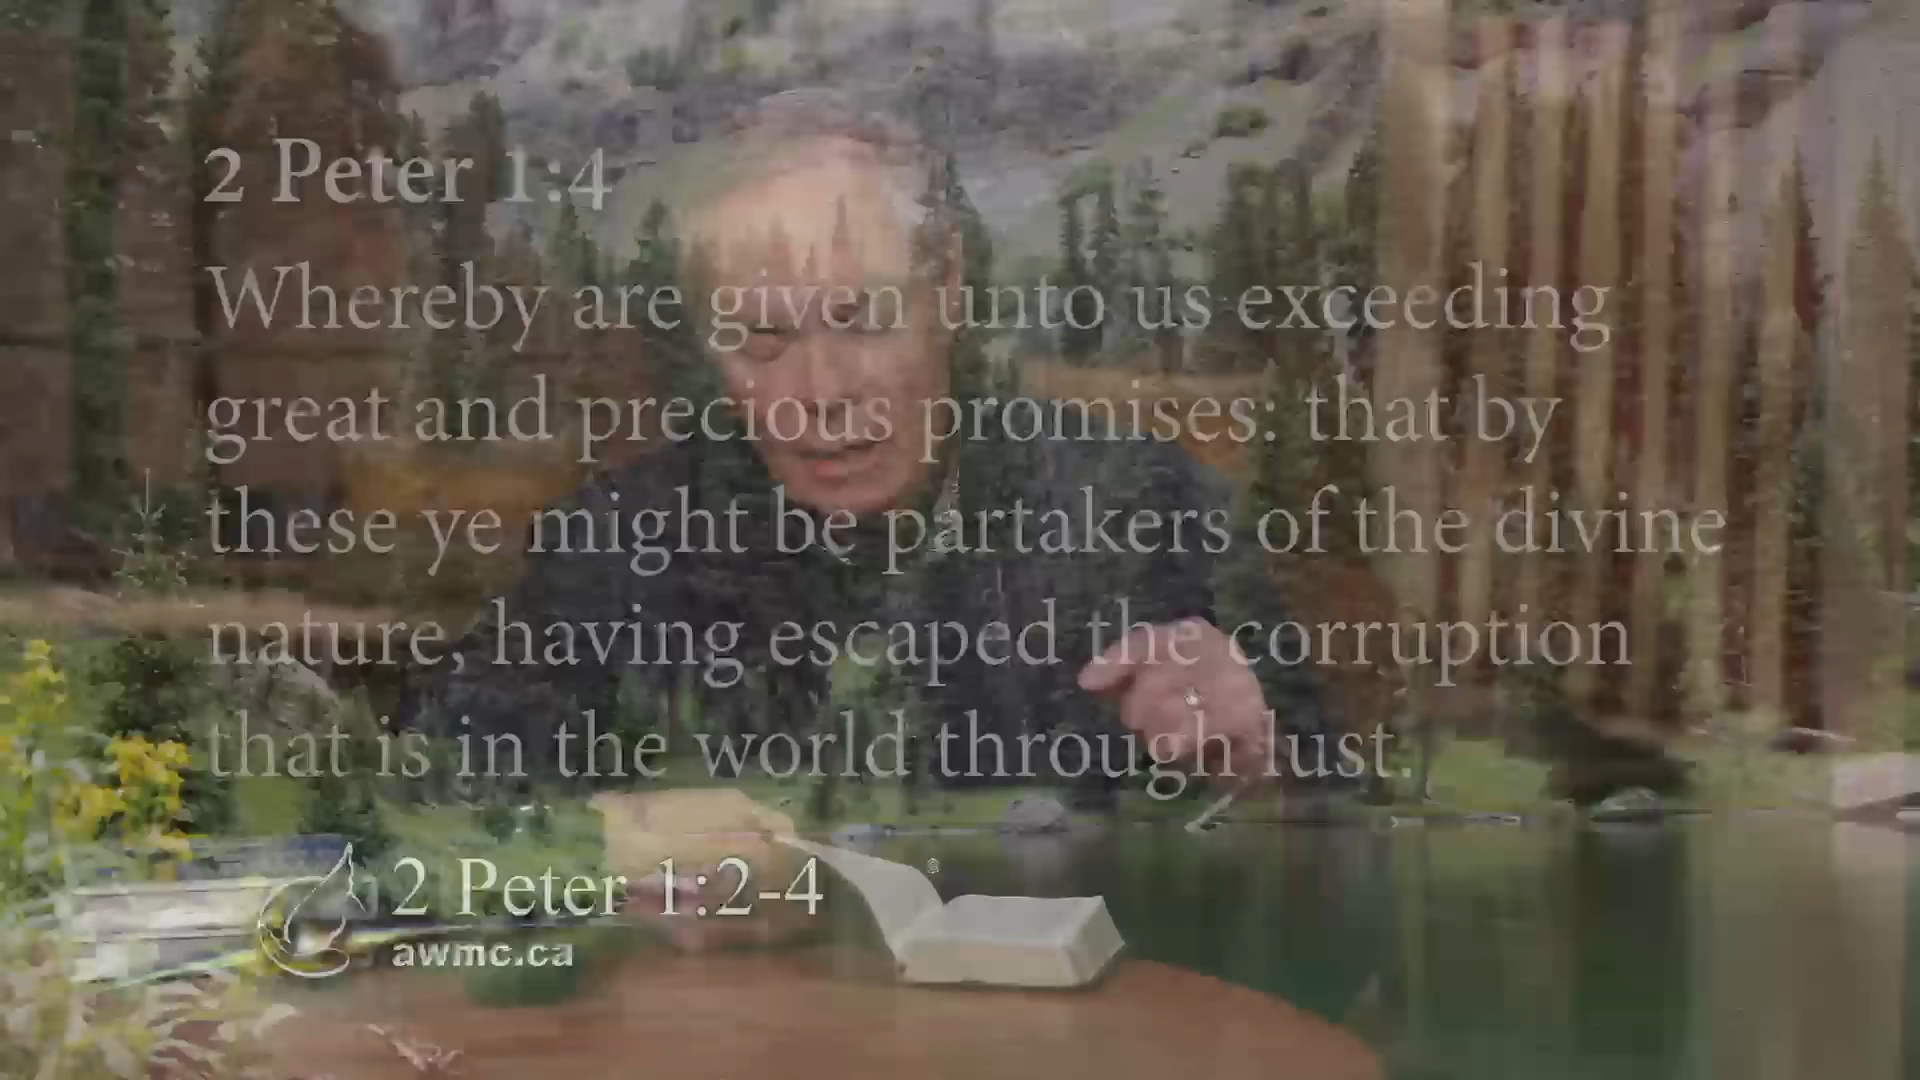 2 Peter 1:4
Whereby are given unto us exceeding
great and precious promises: that by
these ye might be partakers of the divine
nature, having escaped the corruption
that is in the world through lust.
2 Peter 1:2-4
awmc.ca